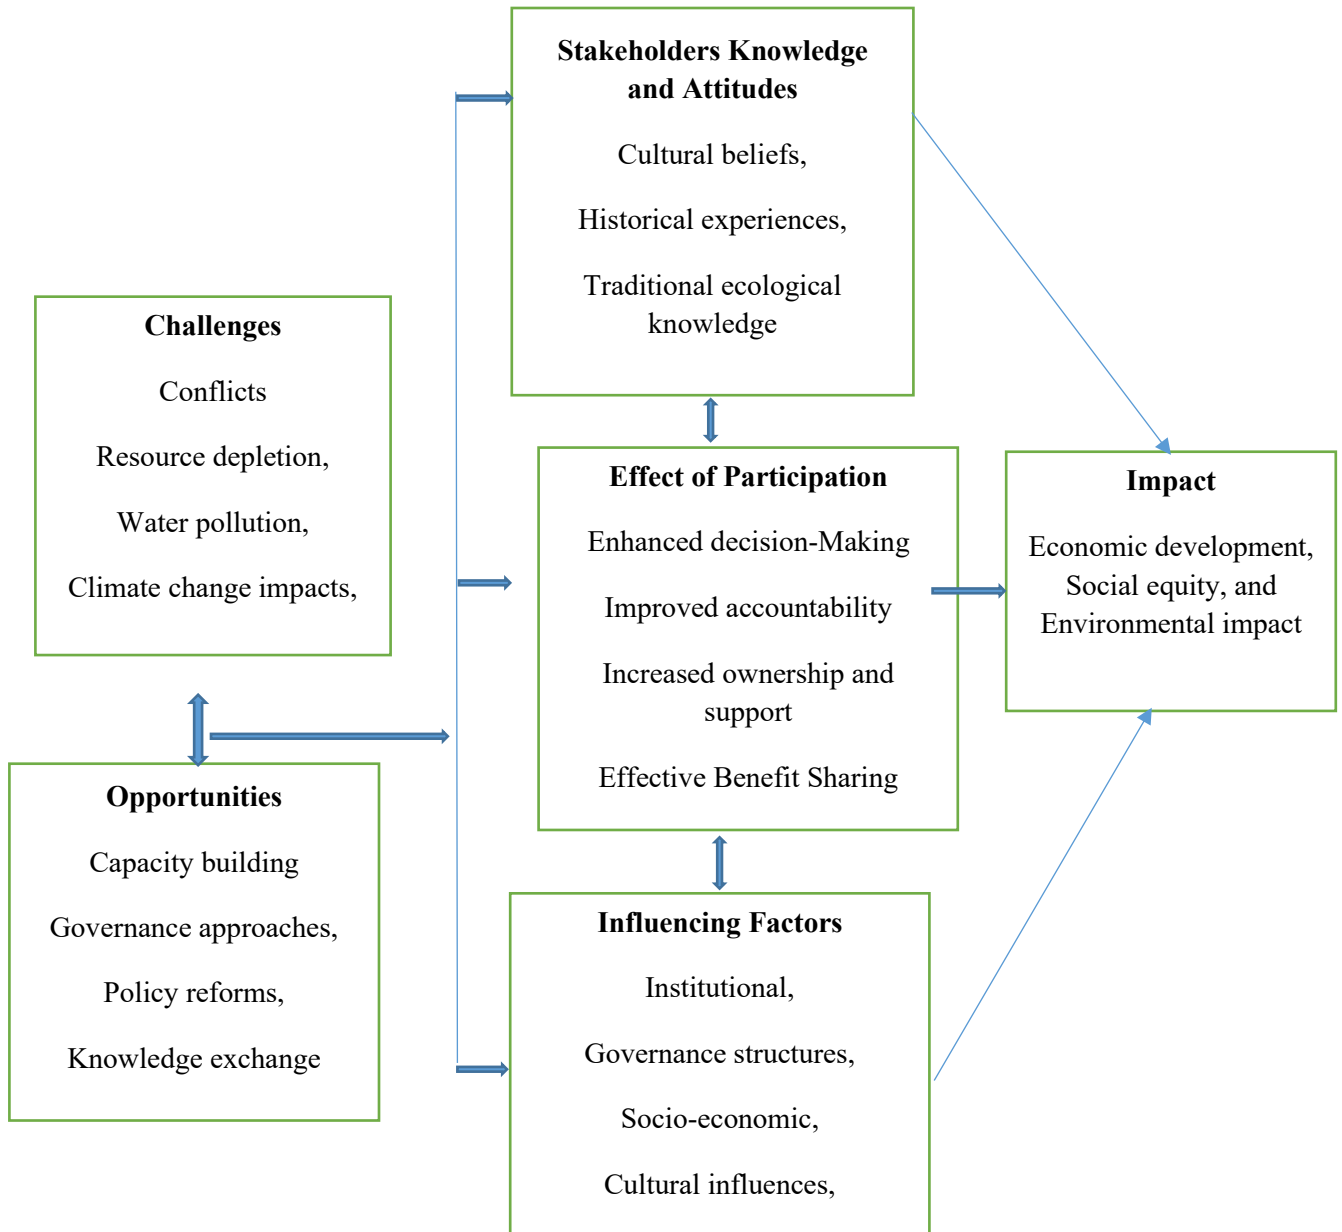 Stakeholders Knowledge
and Attitudes
Cultural beliefs,
Historical experiences,
Traditional ecological
knowledge
Challenges
Conflicts
Resource depletion,
Water pollution,
Climate change impacts,
Effect of Participation
Enhanced decision-Making
Improved accountability
Increased ownership and
support
Effective Benefit Sharing
Impact
Economic development,
Social equity, and
Environmental impact
Opportunities
Capacity building
Governance approaches,
Policy reforms,
Knowledge exchange
Influencing Factors
Institutional,
Governance structures,
Socio-economic,
Cultural influences,